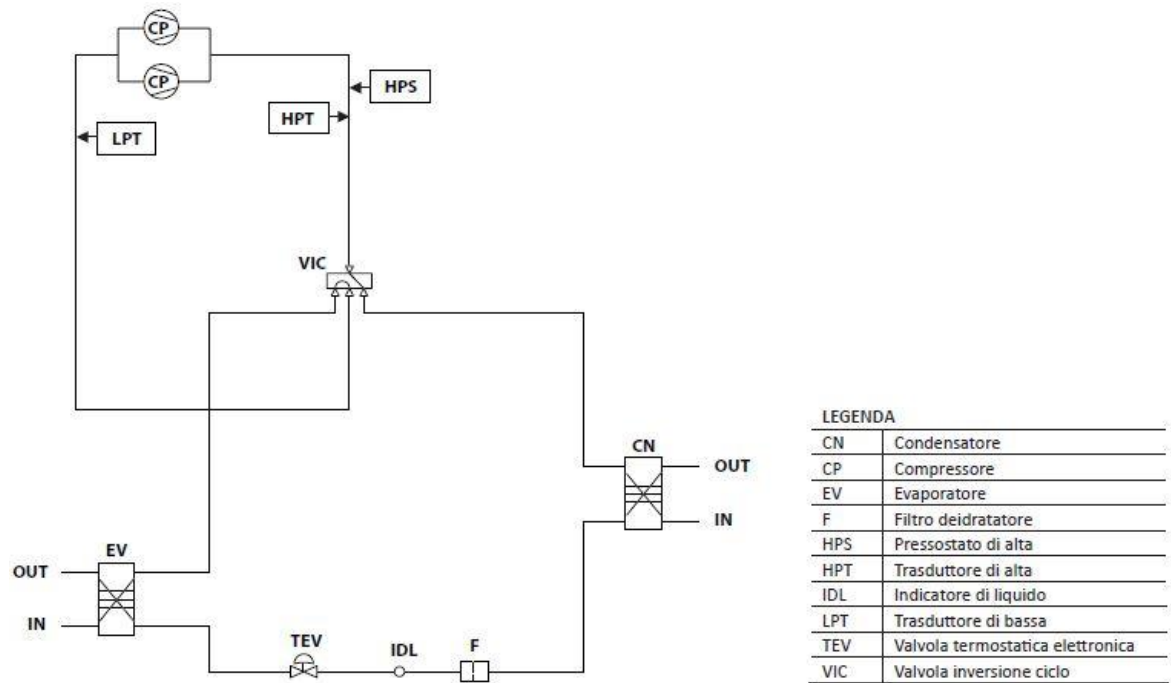 CP
CP
HPS
HPT
LPT
VIC
CN
OUT
IN
EV
OUT
IN
TEV
IDL
F
LEGENDA
CN Condensatore
CP Compressore
EV Evaporatore
F Filtro deidratatore
HPS Pressostato di alta
HPT Trasduttore di alta
IDL Indicatore di liquido
LPT Trasduttore di bassa
TEV Valvola termostatica elettronica
VIC Valvola inversione ciclo